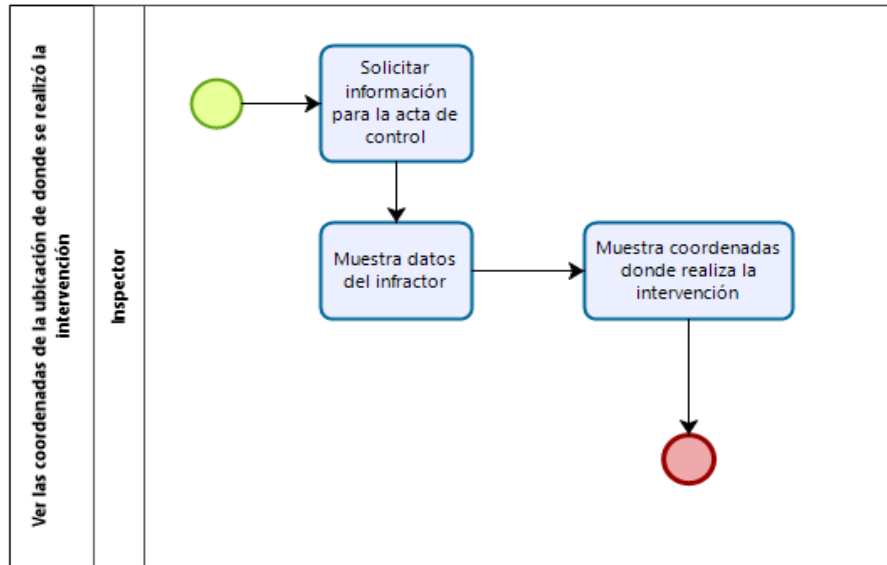 Ver las coordenadas de la ubicación de donde se realizó la
intervención
Inspector
Solicitar
información
para la acta de
control
Muestra datos
del infractor
Muestra coordenadas
donde realiza la
intervención